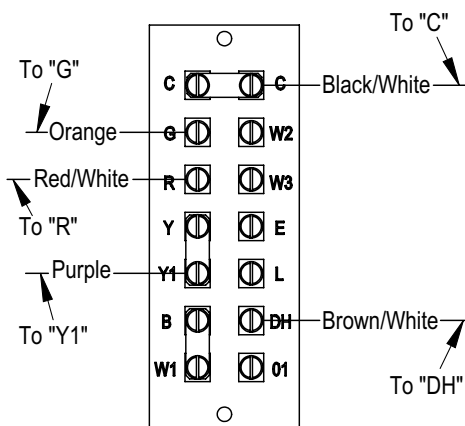 To "C"
To "G"
C C Black/White
Orange G W2
Red/White R W3
To "R"
Y E
Purple Y1 L
To "Y1"
B DH Brown/White
W1 01
To "DH"